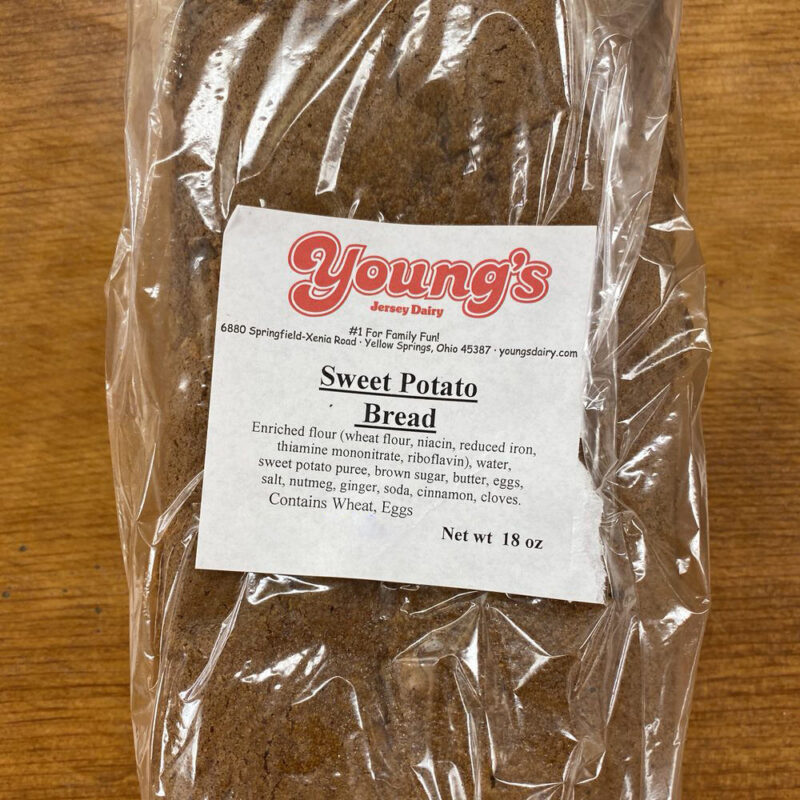 Young's
Jersey Dairy
#1 For Family Fun!
6880 Springfield-Xenia Road · Yellow Springs, Ohio 45387 · youngsdairy.com
Sweet Potato
Bread
Enriched flour (wheat flour, niacin, reduced iron,
thiamine mononitrate, riboflavin), water,
sweet potato puree, brown sugar, butter, eggs,
salt, nutmeg, ginger, soda, cinnamon, cloves.
Contains Wheat, Eggs
Net wt 18 oz